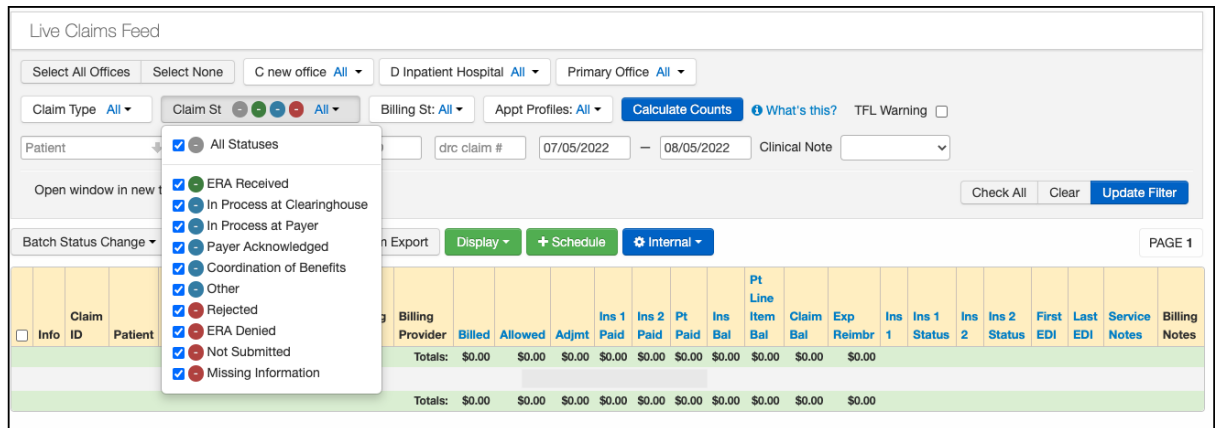 Live Claims Feed
Select All Offices Select None C new office All D Inpatient Hospital All Primary Office All
Claim Type All Claim St All Billing St: All Appt Profiles: All Calculate Counts What's this? TFL Warning
Patient drc claim # 07/05/2022 — 08/05/2022 Clinical Note
Open window in new t Check All Clear Update Filter
All Statuses
ERA Received
In Process at Clearinghouse
In Process at Payer
Payer Acknowledged
Coordination of Benefits
Other
Rejected
ERA Denied
Not Submitted
Missing Information
Batch Status Change Export Display + Schedule Internal PAGE 1
Info Claim ID Patient Billing Provider Billed Allowed Adjmt Ins 1 Paid Ins 2 Paid Pt Paid Ins Bal Pt Line Item Bal Claim Bal Exp Reimbr Ins 1 Ins 1 Status Ins 2 Ins 2 Status First EDI Last EDI Service Notes Billing Notes
Totals: $0.00 $0.00 $0.00 $0.00 $0.00 $0.00 $0.00 $0.00 $0.00 $0.00
Totals: $0.00 $0.00 $0.00 $0.00 $0.00 $0.00 $0.00 $0.00 $0.00 $0.00